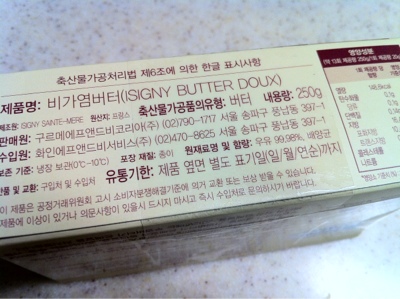 축산물가공처리법 제6조에 의한 한글 표시사항
제품명: 비가염버터(ISIGNY BUTTER DOUX)
제조원: ISIGNY SAINTE-MERE 원산지: 프랑스 축산물가공품의유형: 버터 내용량: 250g
판매원: 구르메에프앤드비코리아(주) (02)790-1717 서울 송파구 풍납동 397-1
수입원: 화인에프앤드비서비스(주) (02)470-8625 서울 송파구 풍납동 397-1
보존 기준: 냉장 보관(0℃~10℃) 포장 재질: 종이 원재료명 및 함량: 우유 99.98%, 배양균
및 교환: 구입처 및 수입처 유통기한: 제품 옆면 별도 표기일(일/월/연순)까지
이 제품은 공정거래위원회 고시 소비자분쟁해결기준에 의거 교환 또는 보상 받을 수 있습니다.
제품에 이상이 있거나 의문사항이 있을시 드시지 마시고 즉시 수입처로 문의하시기 바랍니다.
영양성분